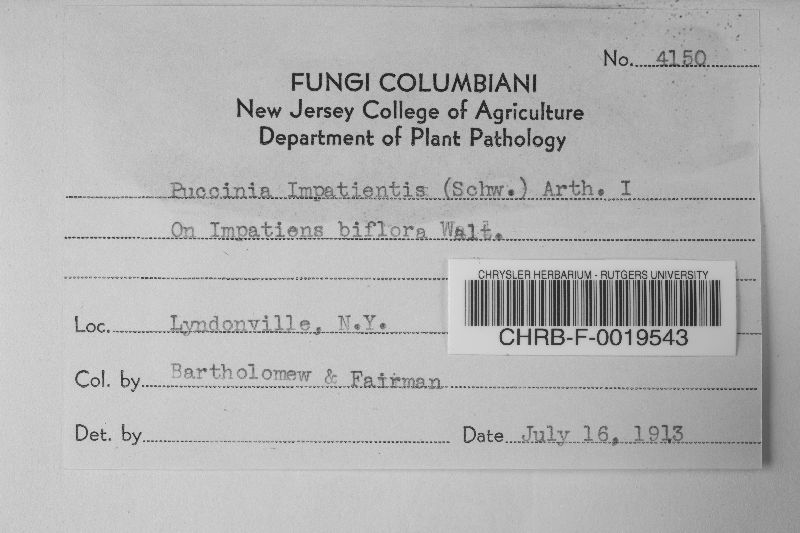 No. 4150
FUNGI COLUMBIANI
New Jersey College of Agriculture
Department of Plant Pathology
Puccinia Impatientis (Schw.) Arth. I
On Impatiens biflora Walt.
CHRYSLER HERBARIUM - RUTGERS UNIVERSITY
CHRB-F-0019543
Loc. Lyndonville, N.Y.
Col. by Bartholomew & Fairman
Det. by
Date July 16, 1913